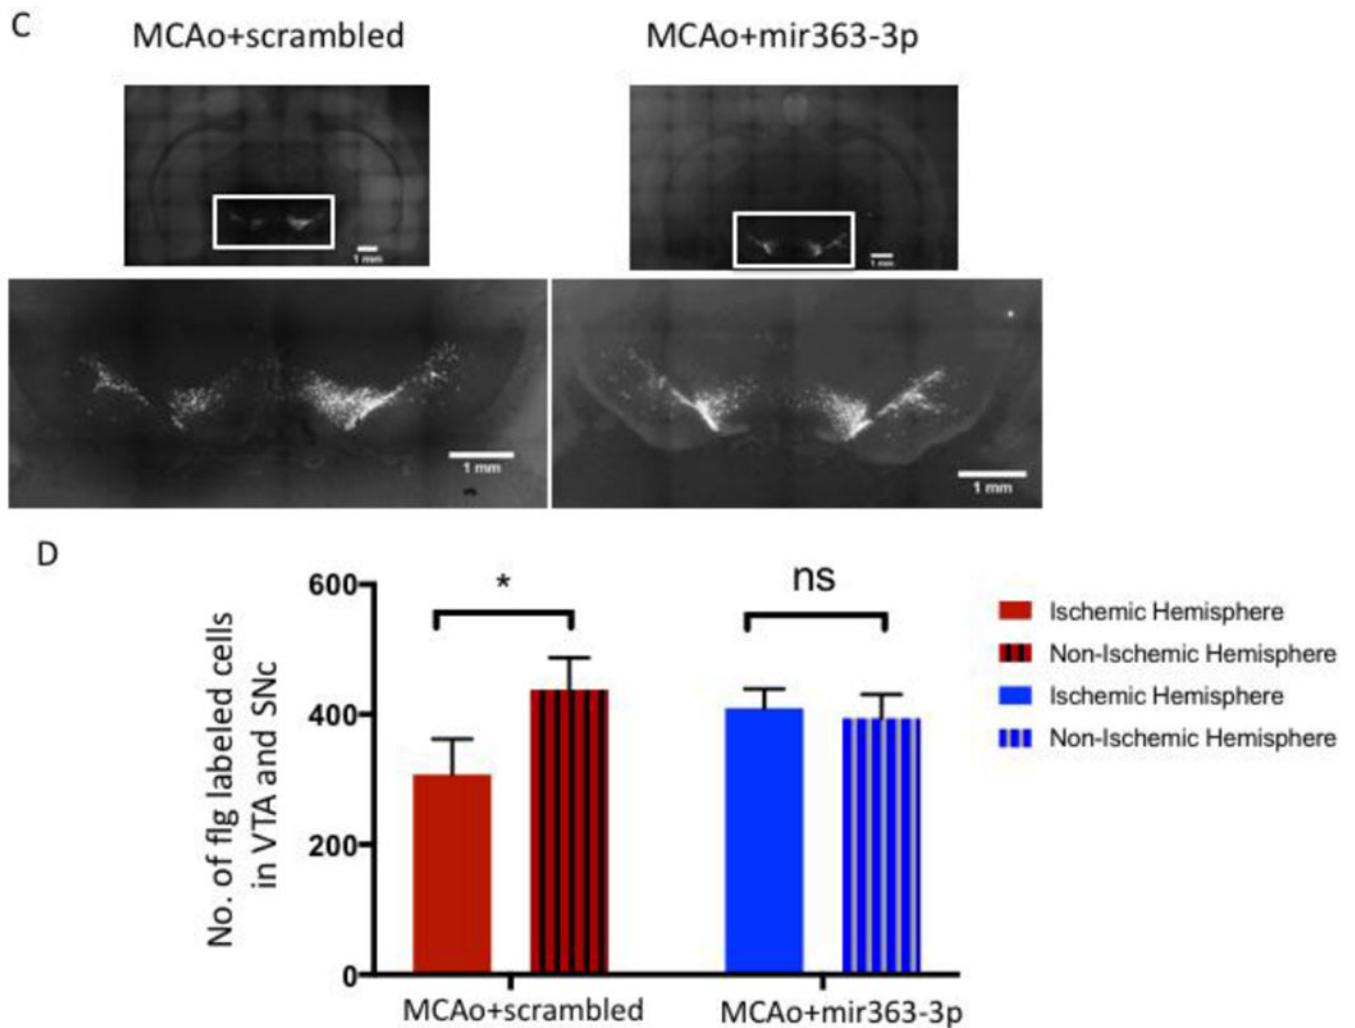 C
MCAo+scrambled
MCAo+mir363-3p
1 mm
1 mm
1 mm
1 mm
D
No. of flg labeled cells
in VTA and SNc
600
400
200
0
*
ns
MCAo+scrambled
MCAo+mir363-3p
Ischemic Hemisphere
Non-Ischemic Hemisphere
Ischemic Hemisphere
Non-Ischemic Hemisphere